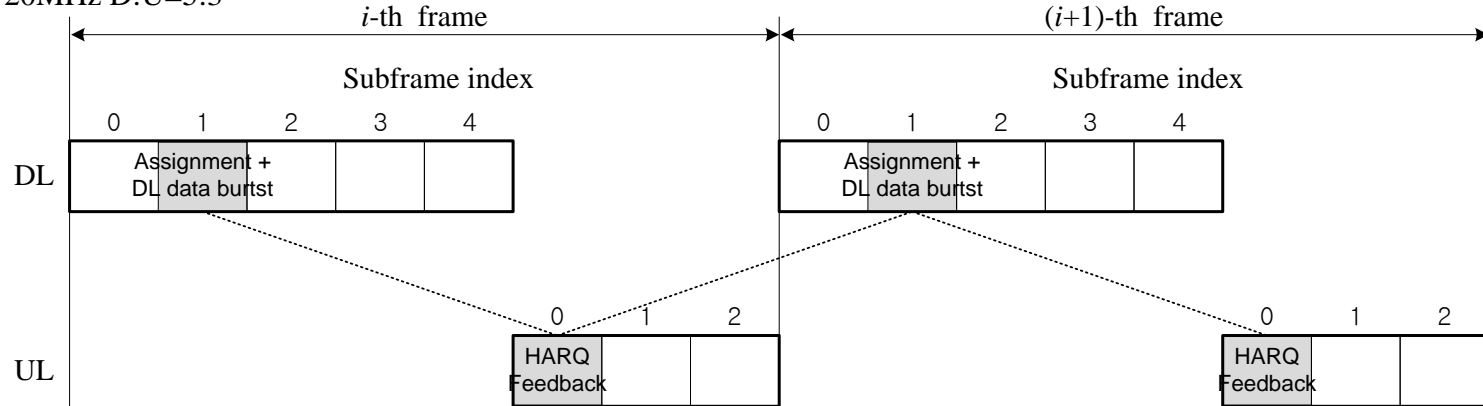 20MHz D:U=5:3
i-th frame
(i+1)-th frame
Subframe index
Subframe index
0 1 2 3 4
0 1 2 3 4
DL
Assignment +
DL data burtst
Assignment +
DL data burtst
0 1 2
0 1 2
UL
HARQ
Feedback
HARQ
Feedback